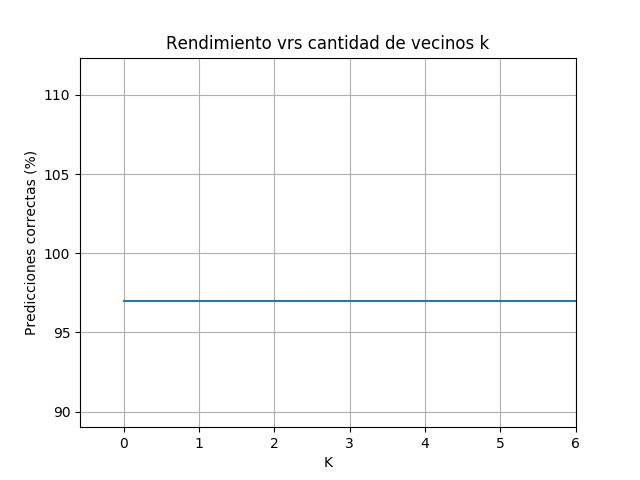 Rendimiento vrs cantidad de vecinos k
110
105
100
95
90
Predicciones correctas (%)
0 1 2 3 4 5 6
K